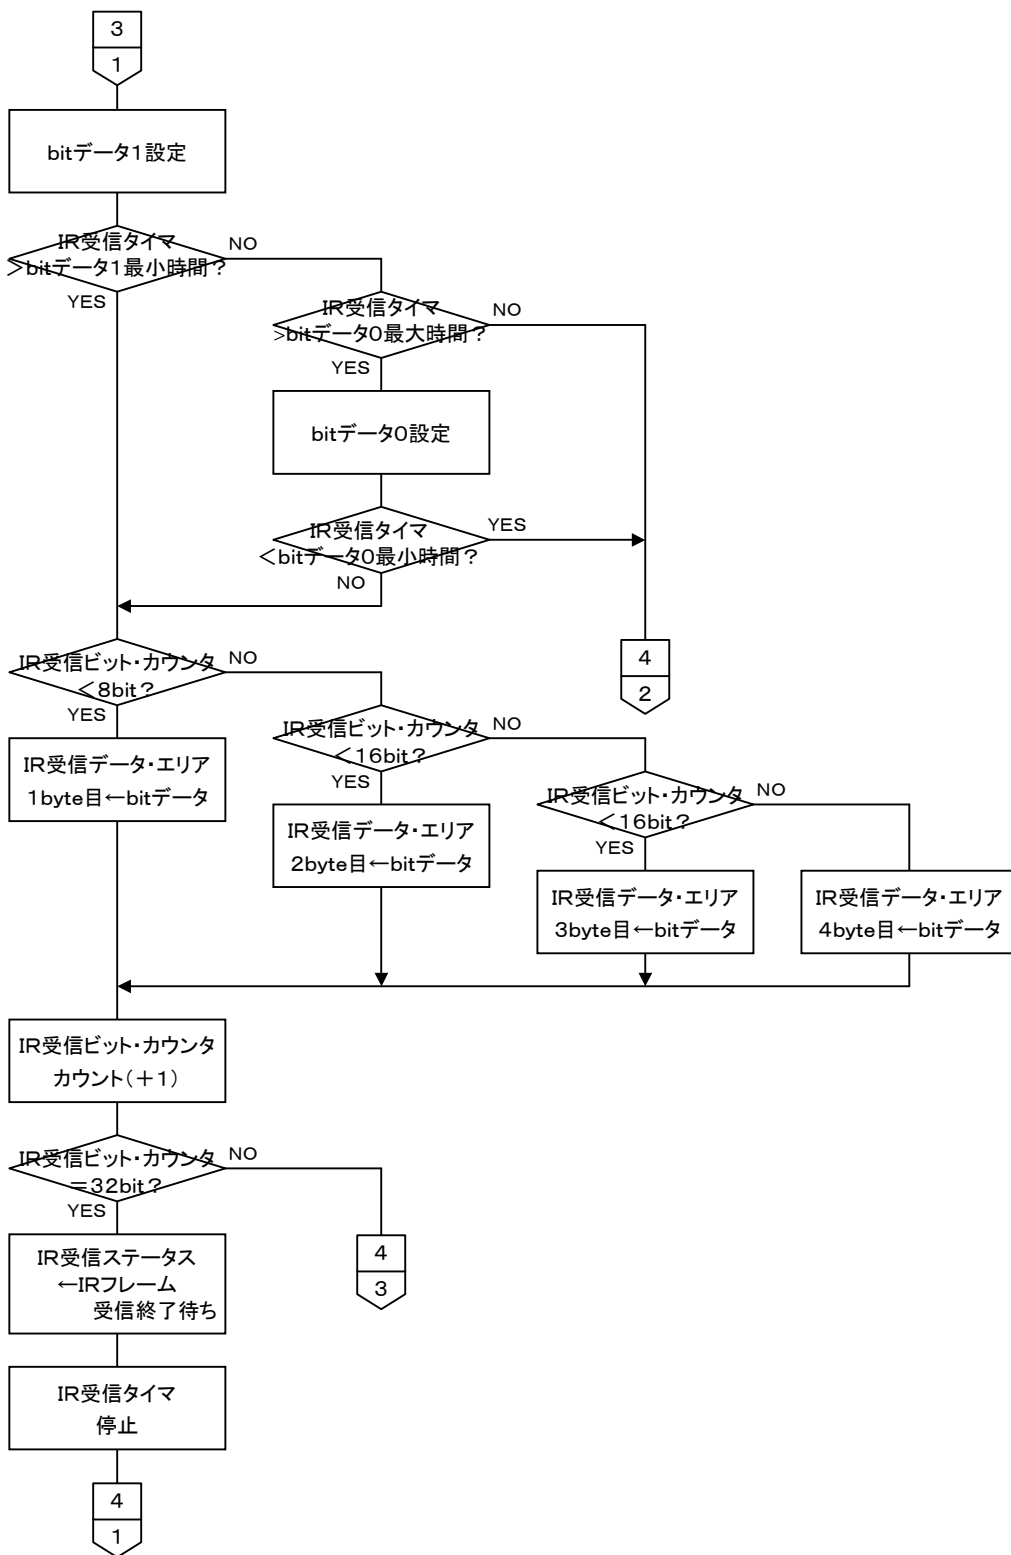 3
1
bitデータ1設定
IR受信タイマ
＞bitデータ1最小時間？
NO
YES
IR受信タイマ
>bitデータ0最大時間？
NO
YES
bitデータ0設定
IR受信タイマ
＜bitデータ0最小時間？
YES
NO
4
2
IR受信ビット・カウンタ
＜8bit？
NO
YES
IR受信データ・エリア
1byte目←bitデータ
IR受信ビット・カウンタ
＜16bit？
NO
YES
IR受信データ・エリア
2byte目←bitデータ
IR受信ビット・カウンタ
＜16bit？
NO
YES
IR受信データ・エリア
3byte目←bitデータ
IR受信データ・エリア
4byte目←bitデータ
IR受信ビット・カウンタ
カウント（＋1）
IR受信ビット・カウンタ
＝32bit？
NO
YES
4
3
IR受信ステータス
←IRフレーム
受信終了待ち
IR受信タイマ
停止
4
1